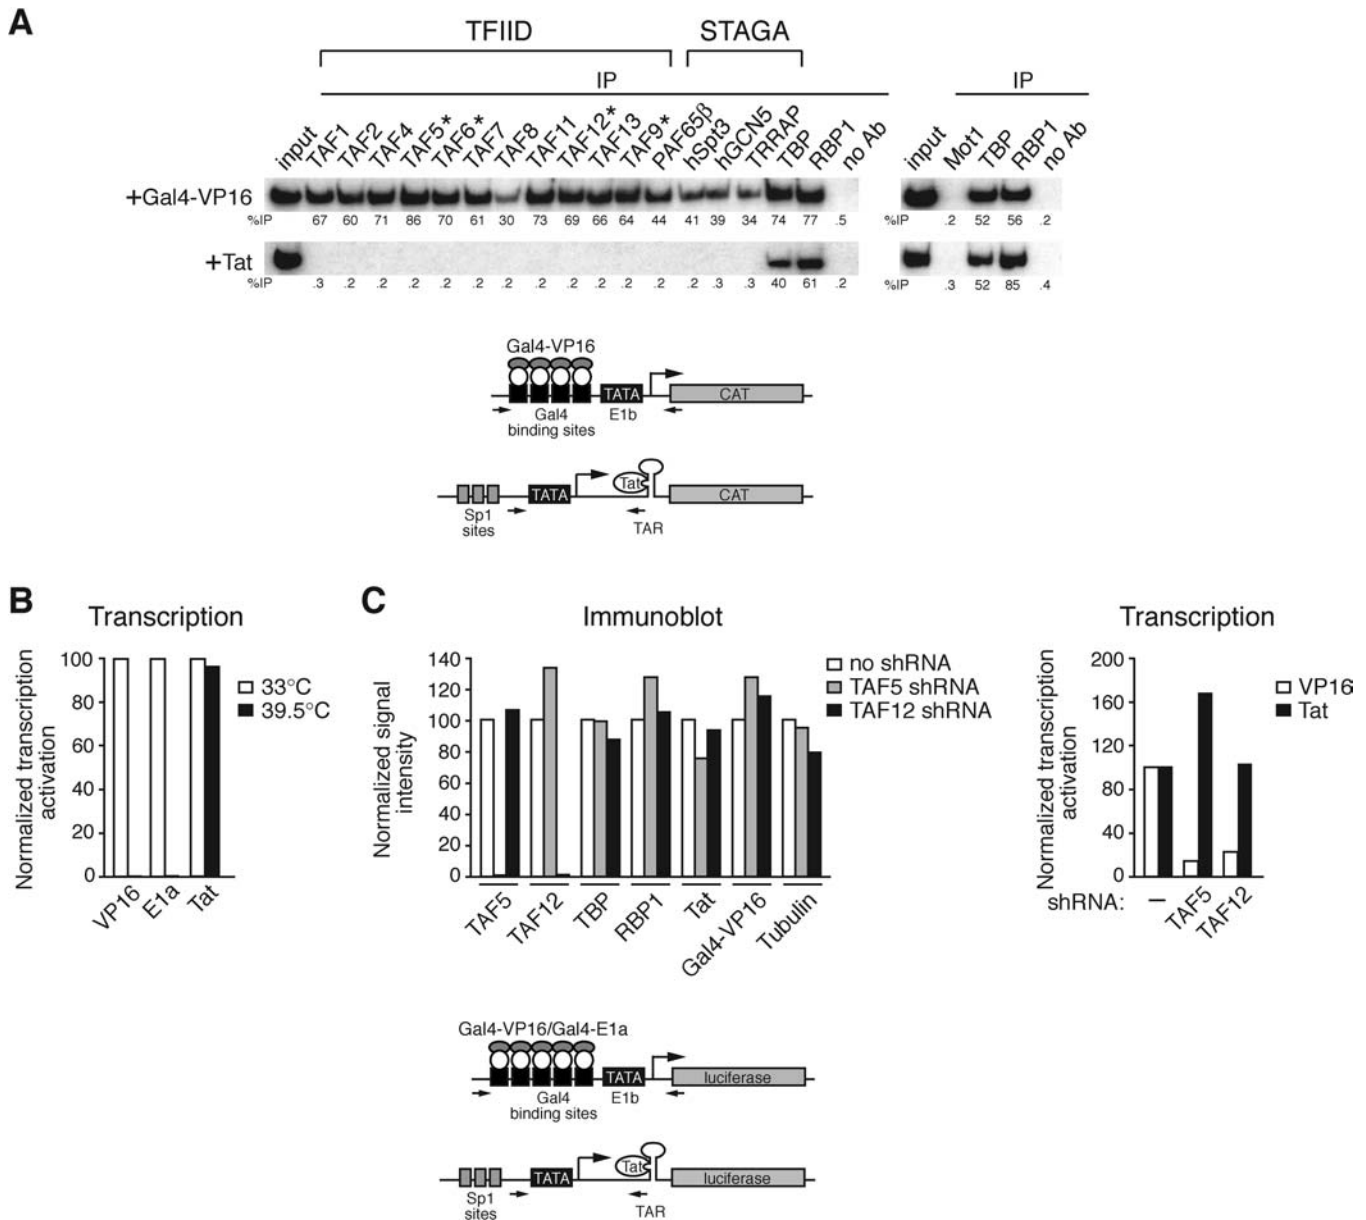 A
TFIID STAGA
IP IP
input TAF1 TAF2 TAF4 TAF5* TAF6* TAF7 TAF8 TAF11 TAF12* TAF13 TAF9* PAF65β hSpt3 hGCN5 TRRAP TBP RBP1 no Ab input Mot1 TBP RBP1 no Ab
+Gal4-VP16
%IP 67 60 71 86 70 61 30 73 69 66 64 44 41 39 34 74 77 .5 %IP .2 52 56 .2
+Tat
%IP .3 .2 .2 .2 .2 .2 .2 .2 .2 .2 .2 .2 .2 .3 .3 40 61 .2 %IP .3 52 85 .4
Gal4-VP16
TATA CAT
Gal4 E1b
binding sites
Tat
TATA CAT
Sp1 TAR
sites
B C
Transcription Immunoblot Transcription
Normalized transcription activation
100
80
60
40
20
0
33°C
39.5°C
VP16 E1a Tat
Normalized signal intensity
140
120
100
80
60
40
20
0
no shRNA
TAF5 shRNA
TAF12 shRNA
TAF5 TAF12 TBP RBP1 Tat Gal4-VP16 Tubulin
Normalized transcription activation
200
160
120
80
40
0
VP16
Tat
shRNA: – TAF5 TAF12
Gal4-VP16/Gal4-E1a
TATA luciferase
Gal4 E1b
binding sites
Tat
TATA luciferase
Sp1 TAR
sites